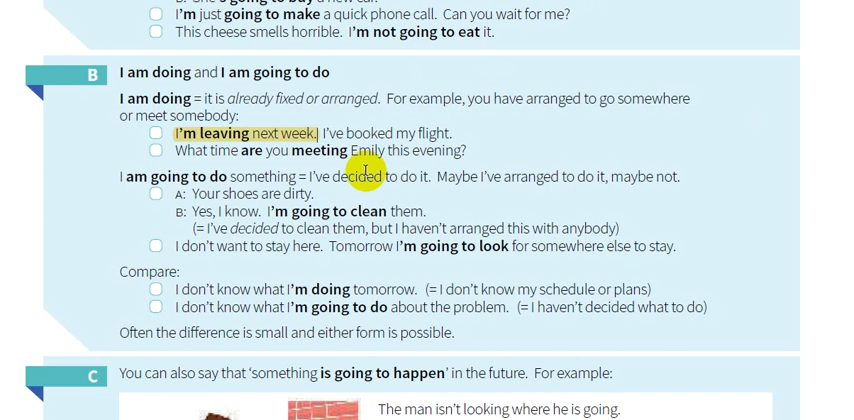 I'm just going to make a quick phone call. Can you wait for me?
This cheese smells horrible. I'm not going to eat it.
B
I am doing and I am going to do
I am doing = it is already fixed or arranged. For example, you have arranged to go somewhere
or meet somebody:
I'm leaving next week. I've booked my flight.
What time are you meeting Emily this evening?
I am going to do something = I've decided to do it. Maybe I've arranged to do it, maybe not.
A: Your shoes are dirty.
B: Yes, I know. I'm going to clean them.
(= I've decided to clean them, but I haven't arranged this with anybody)
I don't want to stay here. Tomorrow I'm going to look for somewhere else to stay.
Compare:
I don't know what I'm doing tomorrow. (= I don't know my schedule or plans)
I don't know what I'm going to do about the problem. (= I haven't decided what to do)
Often the difference is small and either form is possible.
C
You can also say that 'something is going to happen' in the future. For example:
The man isn't looking where he is going.